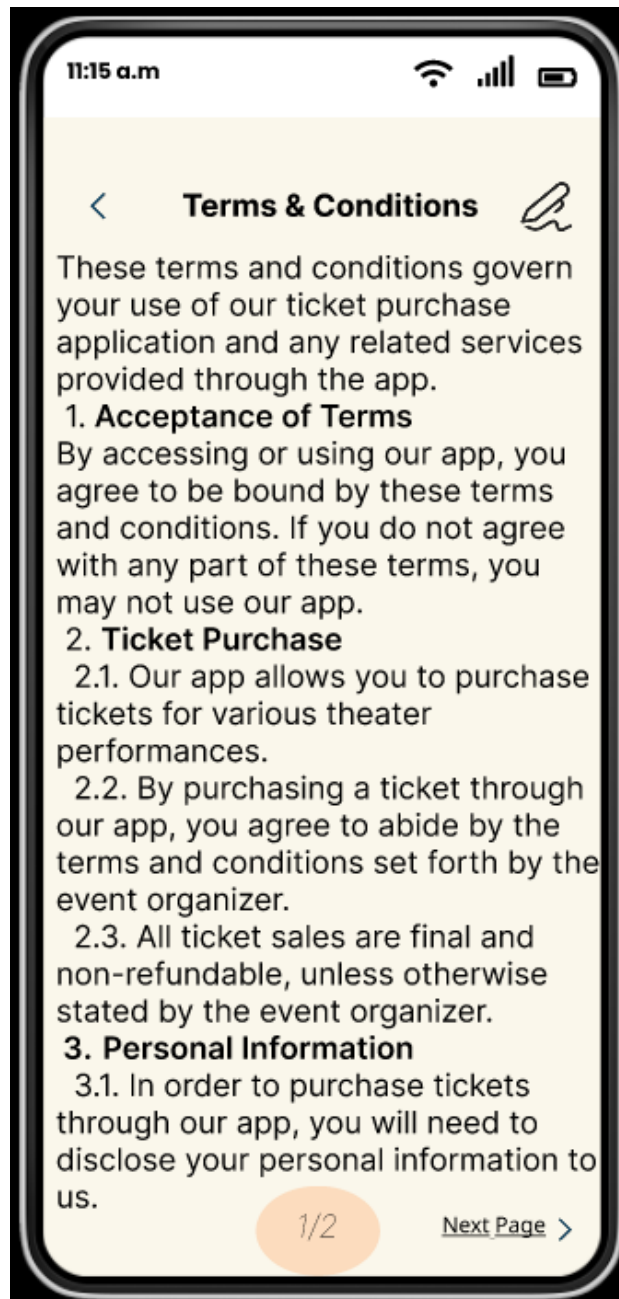 11:15 a.m
Terms & Conditions
These terms and conditions govern
your use of our ticket purchase
application and any related services
provided through the app.
1. Acceptance of Terms
By accessing or using our app, you
agree to be bound by these terms
and conditions. If you do not agree
with any part of these terms, you
may not use our app.
2. Ticket Purchase
2.1. Our app allows you to purchase
tickets for various theater
performances.
2.2. By purchasing a ticket through
our app, you agree to abide by the
terms and conditions set forth by the
event organizer.
2.3. All ticket sales are final and
non-refundable, unless otherwise
stated by the event organizer.
3. Personal Information
3.1. In order to purchase tickets
through our app, you will need to
disclose your personal information to
us.
1/2
Next Page